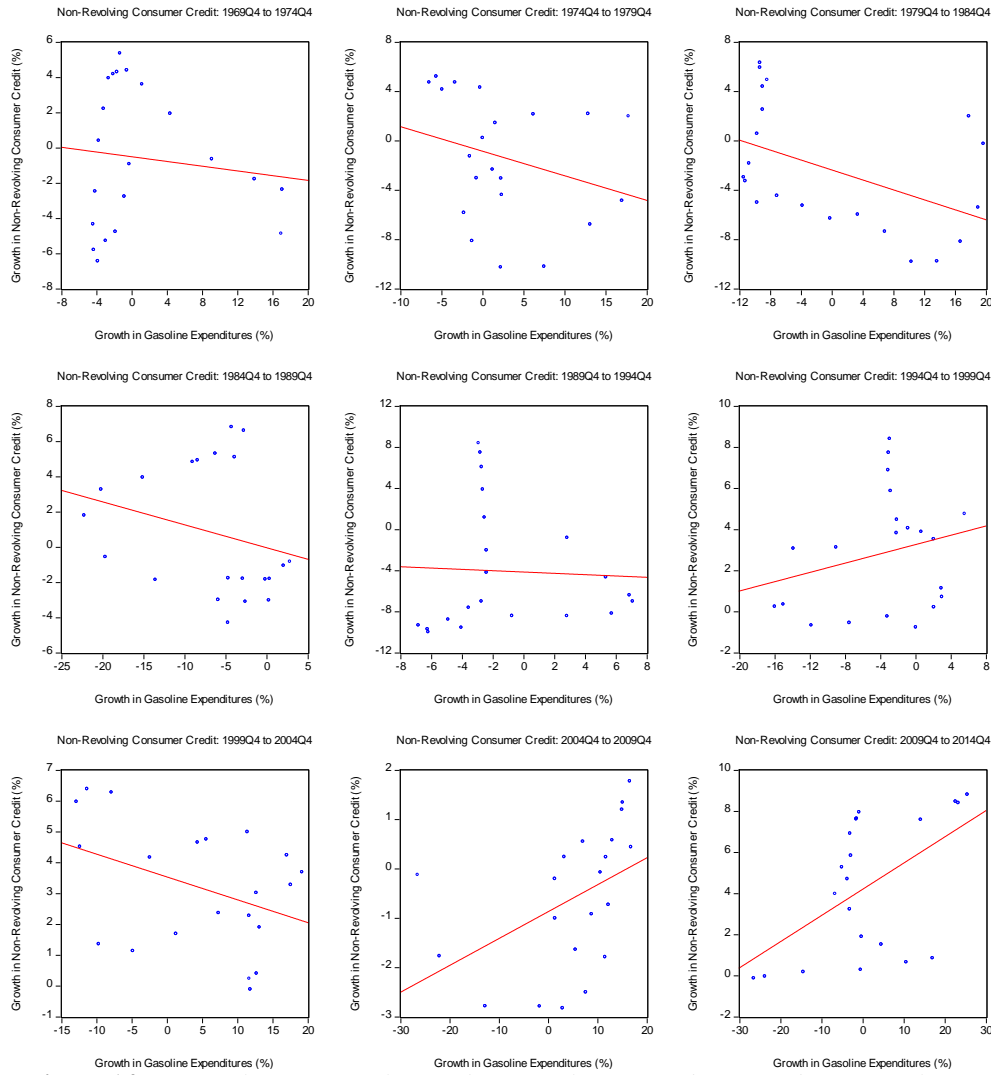 Non-Revolving Consumer Credit: 1969Q4 to 1974Q4
Growth in Non-Revolving Consumer Credit (%)
6
4
2
0
-2
-4
-6
-8
-8 -4 0 4 8 12 16 20
Growth in Gasoline Expenditures (%)
Non-Revolving Consumer Credit: 1974Q4 to 1979Q4
Growth in Non-Revolving Consumer Credit (%)
8
4
0
-4
-8
-12
-10 -5 0 5 10 15 20
Growth in Gasoline Expenditures (%)
Non-Revolving Consumer Credit: 1979Q4 to 1984Q4
Growth in Non-Revolving Consumer Credit (%)
8
4
0
-4
-8
-12
-12 -8 -4 0 4 8 12 16 20
Growth in Gasoline Expenditures (%)
Non-Revolving Consumer Credit: 1984Q4 to 1989Q4
Growth in Non-Revolving Consumer Credit (%)
8
6
4
2
0
-2
-4
-6
-25 -20 -15 -10 -5 0 5
Growth in Gasoline Expenditures (%)
Non-Revolving Consumer Credit: 1989Q4 to 1994Q4
Growth in Non-Revolving Consumer Credit (%)
12
8
4
0
-4
-8
-12
-8 -6 -4 -2 0 2 4 6 8
Growth in Gasoline Expenditures (%)
Non-Revolving Consumer Credit: 1994Q4 to 1999Q4
Growth in Non-Revolving Consumer Credit (%)
10
8
6
4
2
0
-2
-20 -16 -12 -8 -4 0 4 8
Growth in Gasoline Expenditures (%)
Non-Revolving Consumer Credit: 1999Q4 to 2004Q4
Growth in Non-Revolving Consumer Credit (%)
7
6
5
4
3
2
1
0
-1
-15 -10 -5 0 5 10 15 20
Growth in Gasoline Expenditures (%)
Non-Revolving Consumer Credit: 2004Q4 to 2009Q4
Growth in Non-Revolving Consumer Credit (%)
2
1
0
-1
-2
-3
-30 -20 -10 0 10 20
Growth in Gasoline Expenditures (%)
Non-Revolving Consumer Credit: 2009Q4 to 2014Q4
Growth in Non-Revolving Consumer Credit (%)
10
8
6
4
2
0
-2
-30 -20 -10 0 10 20 30
Growth in Gasoline Expenditures (%)